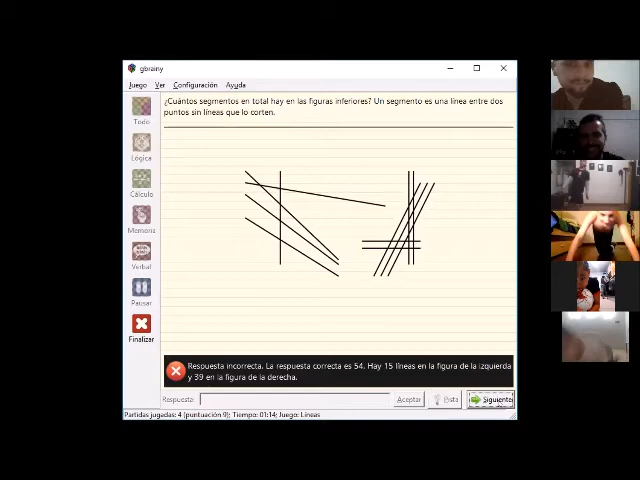 gbrainy
Juego Ver Configuración Ayuda
¿Cuántos segmentos en total hay en las figuras inferiores? Un segmento es una línea entre dos
puntos sin líneas que lo corten.
Todo
Lógica
Cálculo
Memoria
Verbal
Pausar
Finalizar
Respuesta incorrecta. La respuesta correcta es 54. Hay 15 líneas en la figura de la izquierda
y 39 en la figura de la derecha.
Respuesta: Aceptar Pista Siguiente
Partidas jugadas: 4 (puntuación 9); Tiempo: 01:14; Juego: Líneas